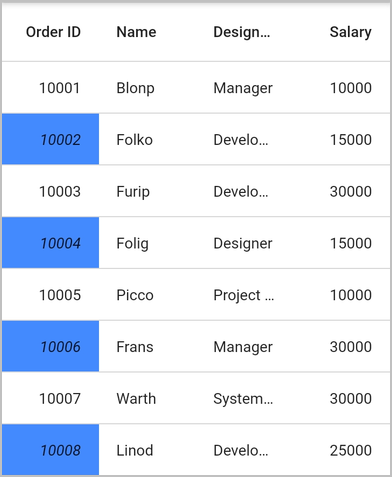 Order ID Name Design... Salary
10001 Blonp Manager 10000
10002 Folko Develo... 15000
10003 Furip Develo... 30000
10004 Folig Designer 15000
10005 Picco Project ... 10000
10006 Frans Manager 30000
10007 Warth System... 30000
10008 Linod Develo... 25000